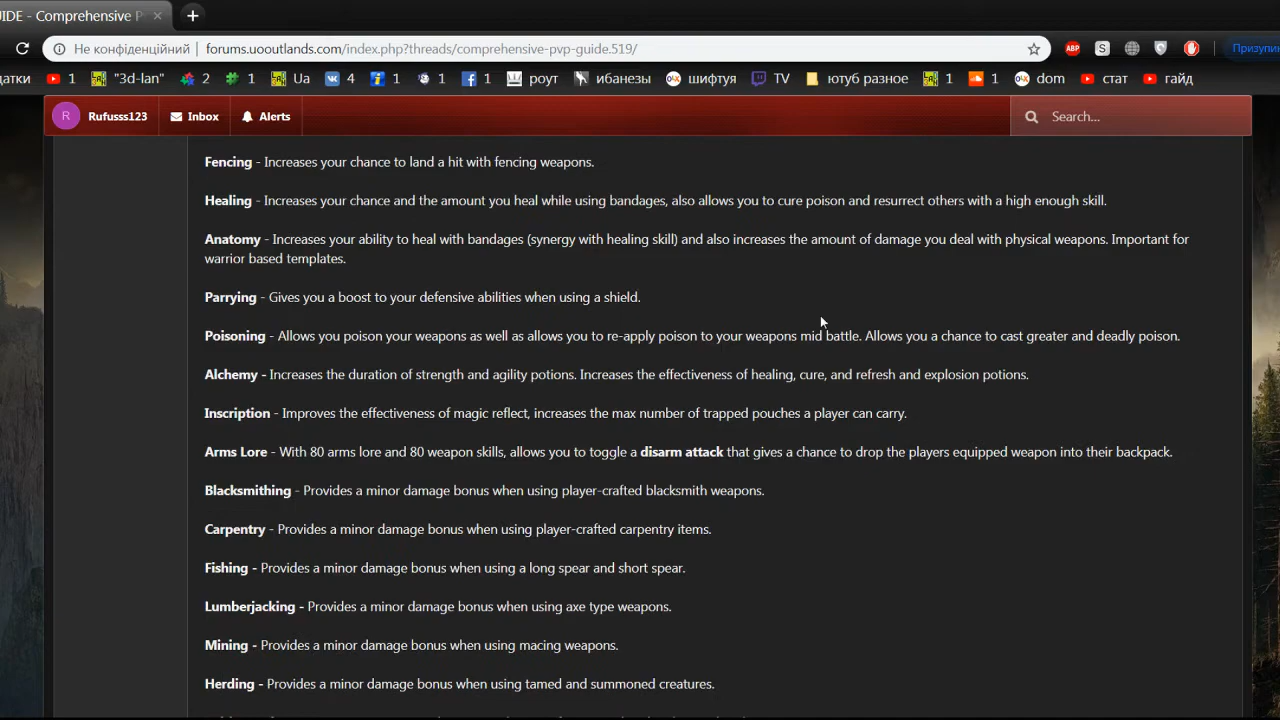 IDE - Comprehensive P
Не конфіденційний forums.uooutlands.com/index.php?threads/comprehensive-pvp-guide.519/
ABP S Призупин
датки 1 "3d-lan" 2 1 Ua 4 1 1 1 роут ибанезы шифтуя TV ютуб разное 1 1 dom стат гайд
R Rufusss123 Inbox Alerts Search...
Fencing - Increases your chance to land a hit with fencing weapons.
Healing - Increases your chance and the amount you heal while using bandages, also allows you to cure poison and resurrect others with a high enough skill.
Anatomy - Increases your ability to heal with bandages (synergy with healing skill) and also increases the amount of damage you deal with physical weapons. Important for
warrior based templates.
Parrying - Gives you a boost to your defensive abilities when using a shield.
Poisoning - Allows you poison your weapons as well as allows you to re-apply poison to your weapons mid battle. Allows you a chance to cast greater and deadly poison.
Alchemy - Increases the duration of strength and agility potions. Increases the effectiveness of healing, cure, and refresh and explosion potions.
Inscription - Improves the effectiveness of magic reflect, increases the max number of trapped pouches a player can carry.
Arms Lore - With 80 arms lore and 80 weapon skills, allows you to toggle a disarm attack that gives a chance to drop the players equipped weapon into their backpack.
Blacksmithing - Provides a minor damage bonus when using player-crafted blacksmith weapons.
Carpentry - Provides a minor damage bonus when using player-crafted carpentry items.
Fishing - Provides a minor damage bonus when using a long spear and short spear.
Lumberjacking - Provides a minor damage bonus when using axe type weapons.
Mining - Provides a minor damage bonus when using macing weapons.
Herding - Provides a minor damage bonus when using tamed and summoned creatures.